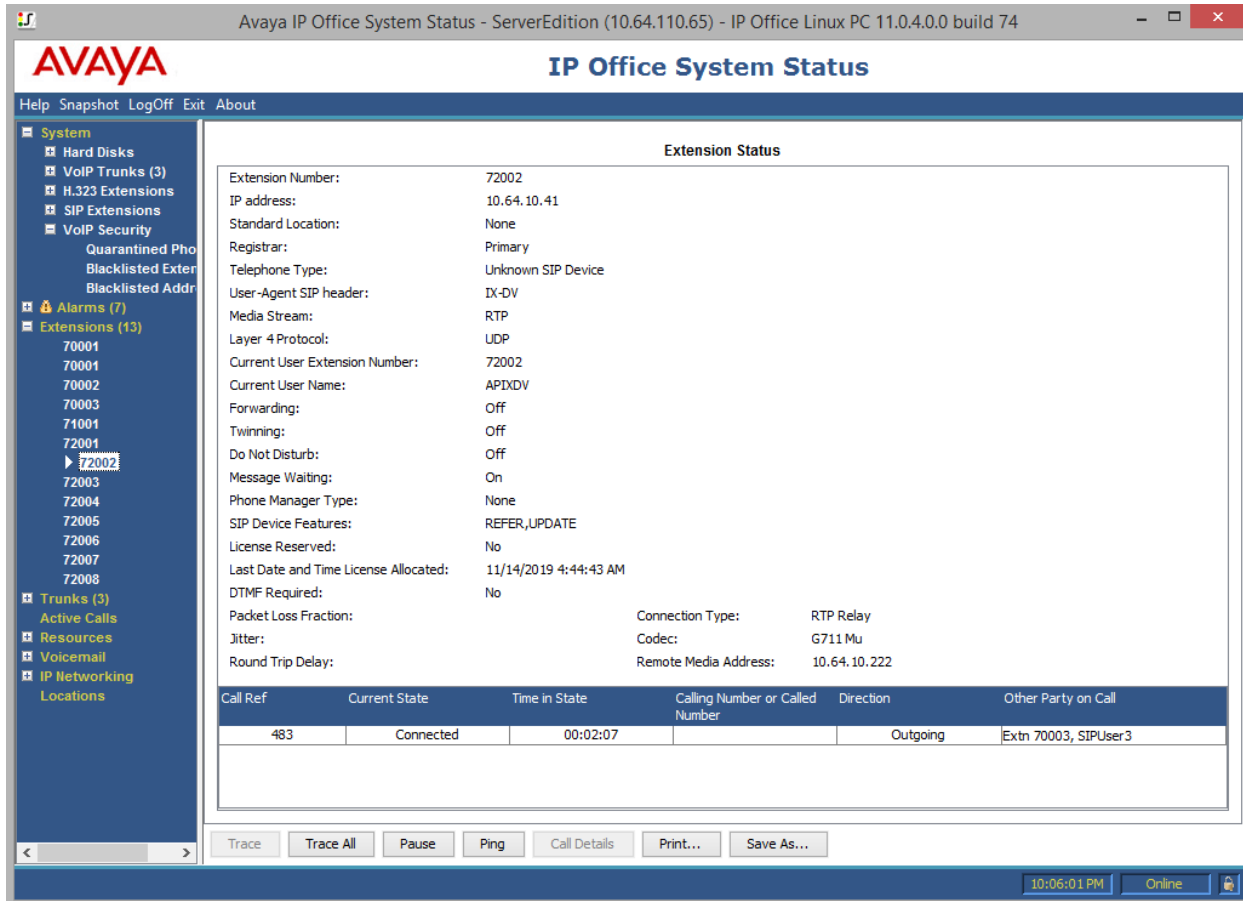 Avaya IP Office System Status - ServerEdition (10.64.110.65) - IP Office Linux PC 11.0.4.0.0 build 74
AVAYA
IP Office System Status
Help Snapshot LogOff Exit About
System
Hard Disks
VoIP Trunks (3)
H.323 Extensions
SIP Extensions
VoIP Security
Quarantined Pho
Blacklisted Exter
Blacklisted Addr
Alarms (7)
Extensions (13)
70001
70001
70002
70003
71001
72001
72002
72003
72004
72005
72006
72007
72008
Trunks (3)
Active Calls
Resources
Voicemail
IP Networking
Locations
Extension Status
Extension Number: 72002
IP address: 10.64.10.41
Standard Location: None
Registrar: Primary
Telephone Type: Unknown SIP Device
User-Agent SIP header: IX-DV
Media Stream: RTP
Layer 4 Protocol: UDP
Current User Extension Number: 72002
Current User Name: APIXDV
Forwarding: Off
Twinning: Off
Do Not Disturb: Off
Message Waiting: On
Phone Manager Type: None
SIP Device Features: REFER,UPDATE
License Reserved: No
Last Date and Time License Allocated: 11/14/2019 4:44:43 AM
DTMF Required: No
Packet Loss Fraction: Connection Type: RTP Relay
Jitter: Codec: G711 Mu
Round Trip Delay: Remote Media Address: 10.64.10.222
Call Ref Current State Time in State Calling Number or Called Number Direction Other Party on Call
483 Connected 00:02:07 Outgoing Extn 70003, SIPUser3
Trace Trace All Pause Ping Call Details Print... Save As...
10:06:01 PM Online